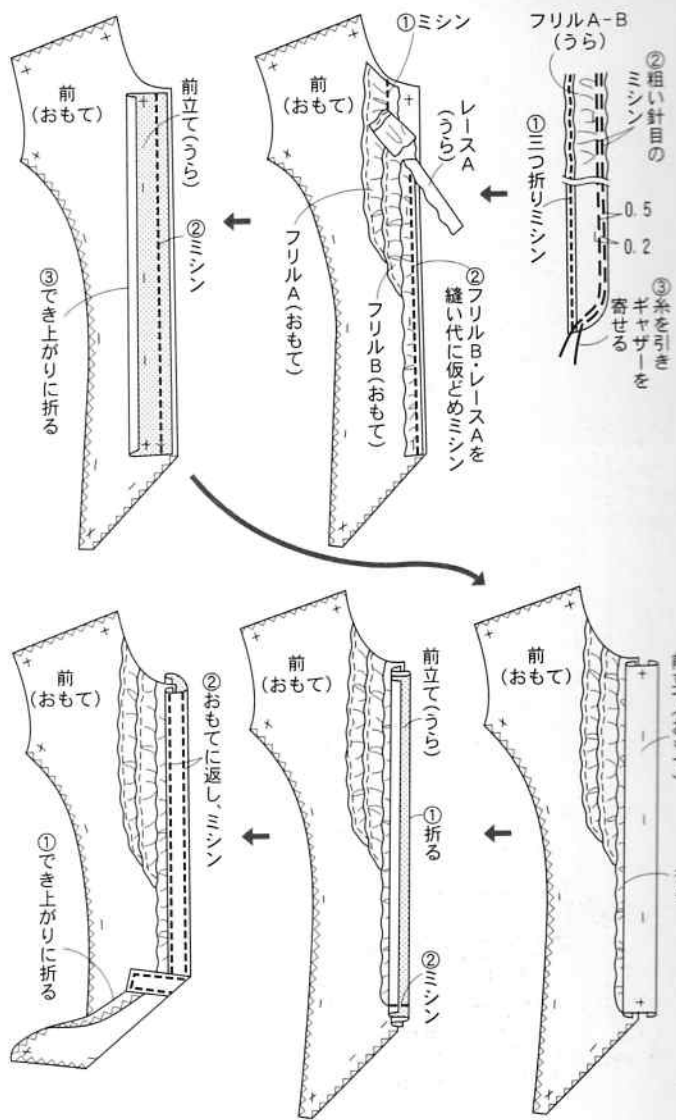 フリルA-B
(うら)
②粗い針目の
ミシン
①三つ折りミシン
0.5
0.2
③糸を引き
ギャザーを
寄せる
①ミシン
レースA
(うら)
前
(おもて)
②フリルB・レースAを
縫い代に仮どめミシン
フリルB(おもて)
フリルA(おもて)
前
(おもて)
前立て(うら)
②ミシン
③でき上がりに折る
前
(おもて)
前
(おもて)
前立て(うら)
①折る
②ミシン
前
(おもて)
②おもてに返し、ミシン
①でき上がりに折る